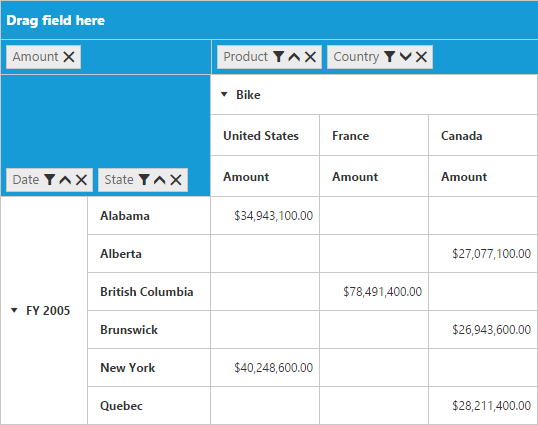 Drag field here
Amount
Product Country
Bike
United States France Canada
Date State
Amount Amount Amount
FY 2005
Alabama $34,943,100.00
Alberta $27,077,100.00
British Columbia $78,491,400.00
Brunswick $26,943,600.00
New York $40,248,600.00
Quebec $28,211,400.00